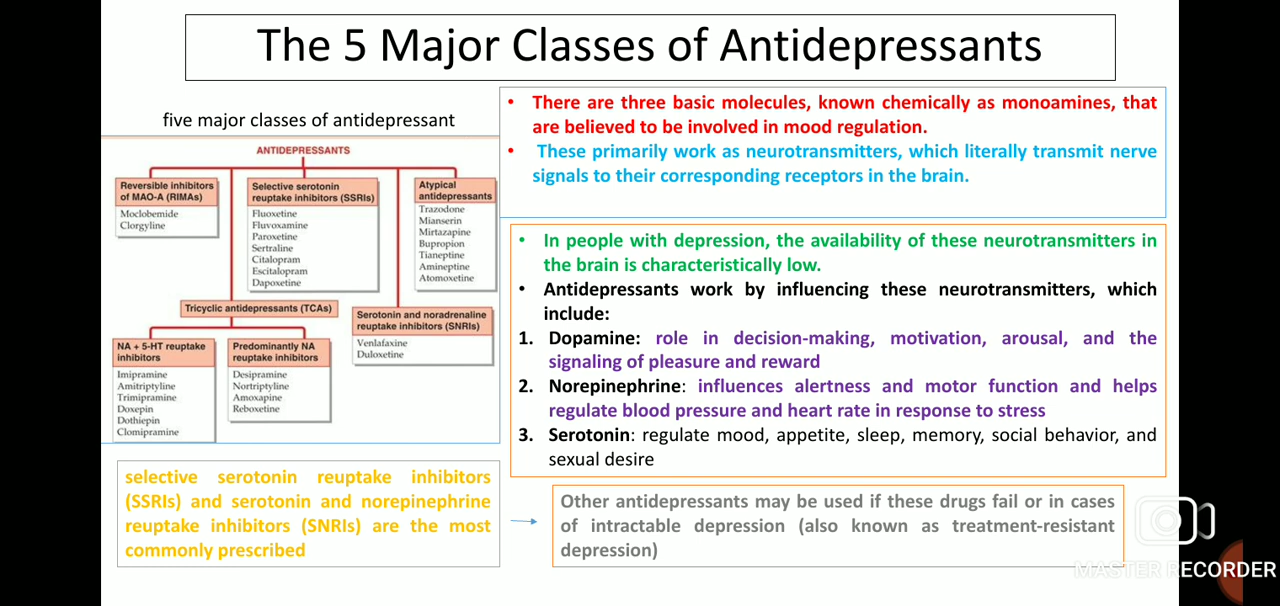 The 5 Major Classes of Antidepressants
five major classes of antidepressant
ANTIDEPRESSANTS
Reversible inhibitors
of MAO-A (RIMAs)
Moclobemide
Clorgyline
Selective serotonin
reuptake inhibitors (SSRIs)
Fluoxetine
Fluvoxamine
Paroxetine
Sertraline
Citalopram
Escitalopram
Dapoxetine
Atypical
antidepressants
Trazodone
Mianserin
Mirtazapine
Bupropion
Tianeptine
Amineptine
Atomoxetine
Tricyclic antidepressants (TCAs)
Serotonin and noradrenaline
reuptake inhibitors (SNRIs)
Venlafaxine
Duloxetine
NA + 5-HT reuptake
inhibitors
Imipramine
Amitriptyline
Trimipramine
Doxepin
Dothiepin
Clomipramine
Predominantly NA
reuptake inhibitors
Desipramine
Nortriptyline
Amoxapine
Reboxetine
• There are three basic molecules, known chemically as monoamines, that
are believed to be involved in mood regulation.
• These primarily work as neurotransmitters, which literally transmit nerve
signals to their corresponding receptors in the brain.
• In people with depression, the availability of these neurotransmitters in
the brain is characteristically low.
• Antidepressants work by influencing these neurotransmitters, which
include:
1. Dopamine: role in decision-making, motivation, arousal, and the
signaling of pleasure and reward
2. Norepinephrine: influences alertness and motor function and helps
regulate blood pressure and heart rate in response to stress
3. Serotonin: regulate mood, appetite, sleep, memory, social behavior, and
sexual desire
selective serotonin reuptake inhibitors
(SSRIs) and serotonin and norepinephrine
reuptake inhibitors (SNRIs) are the most
commonly prescribed
Other antidepressants may be used if these drugs fail or in cases
of intractable depression (also known as treatment-resistant
depression)
MASTER RECORDER